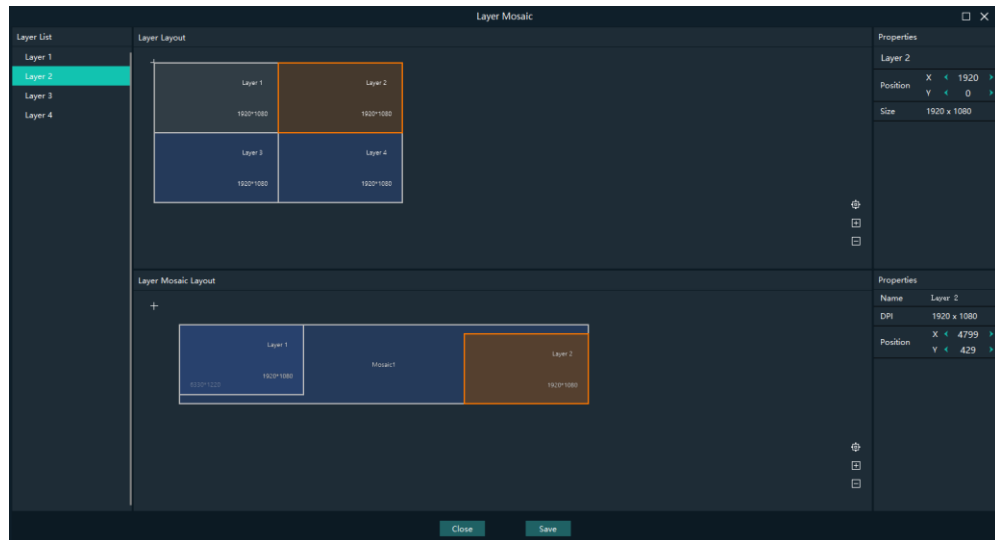 Layer Mosaic
Layer List
Layer 1
Layer 2
Layer 3
Layer 4
Layer Layout
Layer 1
1920*1080
Layer 2
1920*1080
Layer 3
1920*1080
Layer 4
1920*1080
Properties
Layer 2
Position X 1920
Y 0
Size 1920 x 1080
Layer Mosaic Layout
Layer 1
1920*1080
Mosaic1
Layer 2
1920*1080
Properties
Name Layer 2
DPI 1920 x 1080
Position X 4799
Y 429
Close Save